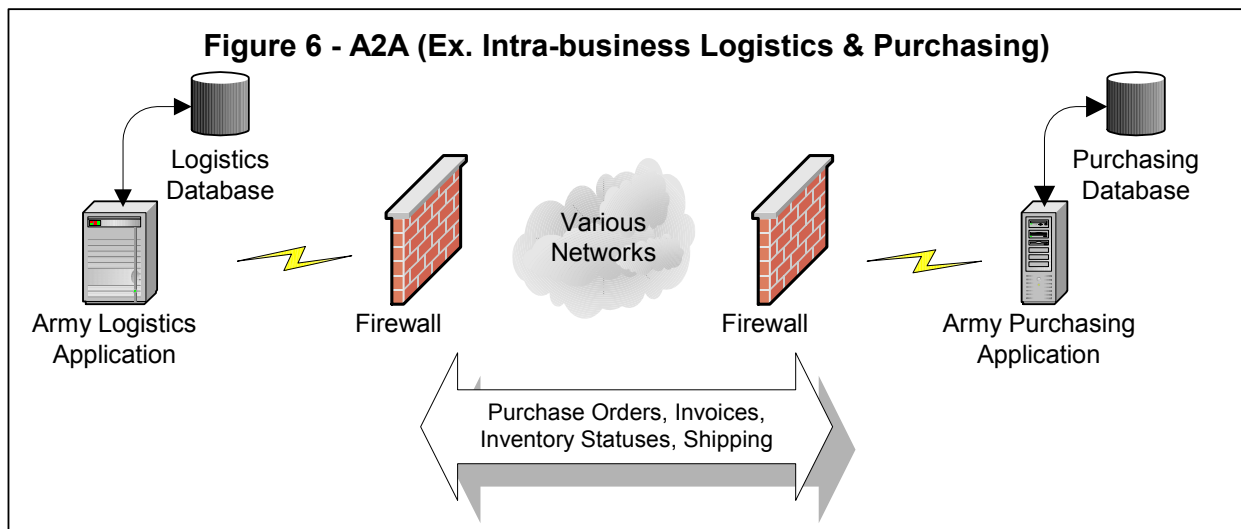 Figure 6 - A2A (Ex. Intra-business Logistics & Purchasing)
Logistics
Database
Purchasing
Database
Various
Networks
Army Logistics
Application
Firewall
Firewall
Army Purchasing
Application
Purchase Orders, Invoices,
Inventory Statuses, Shipping